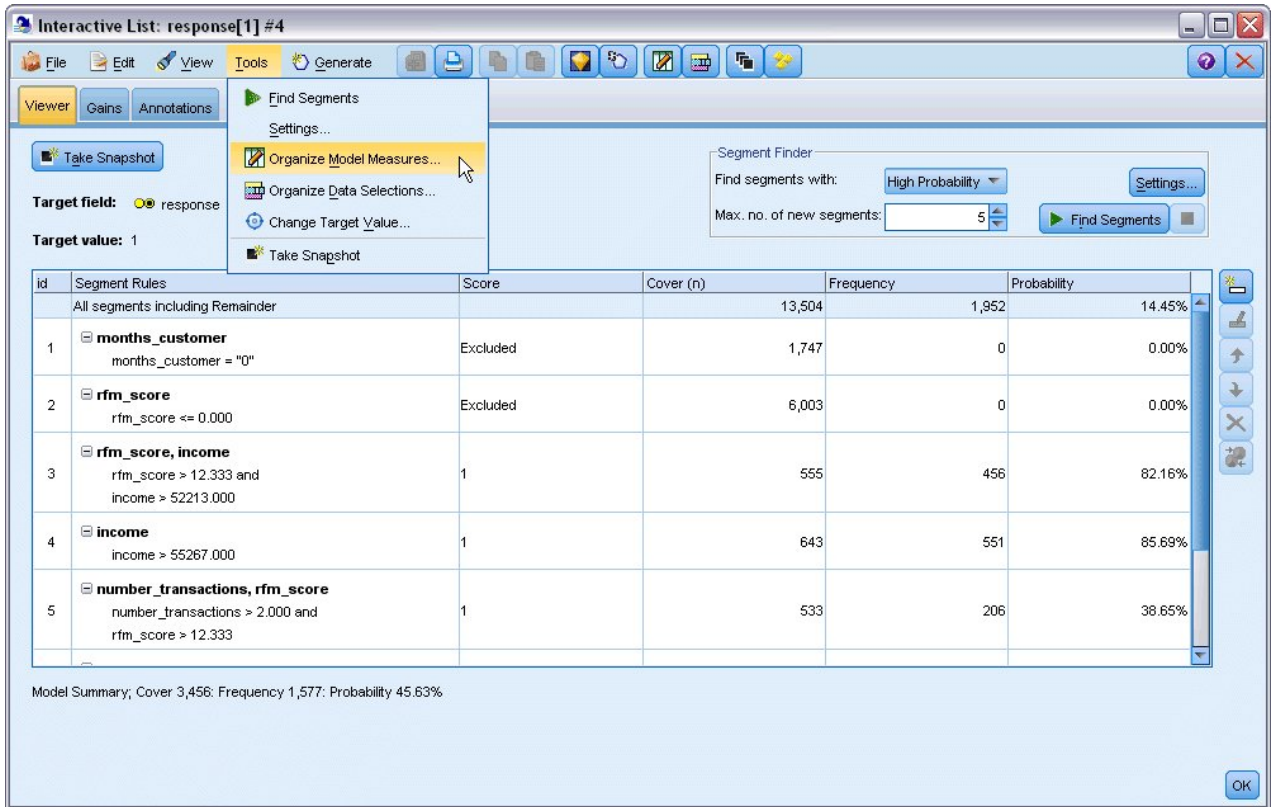 Interactive List: response[1] #4
File Edit View Tools Generate
Viewer Gains Annotations
Find Segments
Settings...
Organize Model Measures...
Organize Data Selections...
Change Target Value...
Take Snapshot
Take Snapshot
Target field: response
Target value: 1
Segment Finder
Find segments with: High Probability Settings...
Max. no. of new segments: 5 Find Segments
id Segment Rules Score Cover (n) Frequency Probability
All segments including Remainder 13,504 1,952 14.45%
1 months_customer Excluded 1,747 0 0.00%
months_customer = "0"
2 rfm_score Excluded 6,003 0 0.00%
rfm_score <= 0.000
3 rfm_score, income 1 555 456 82.16%
rfm_score > 12.333 and
income > 52213.000
4 income 1 643 551 85.69%
income > 55267.000
5 number_transactions, rfm_score 1 533 206 38.65%
number_transactions > 2.000 and
rfm_score > 12.333
Model Summary; Cover 3,456: Frequency 1,577: Probability 45.63%
OK